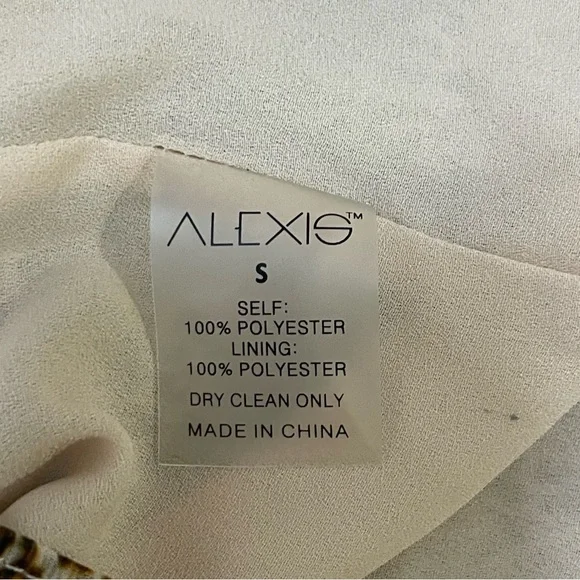 ALEXIS™
S
SELF:
100% POLYESTER
LINING:
100% POLYESTER
DRY CLEAN ONLY
MADE IN CHINA